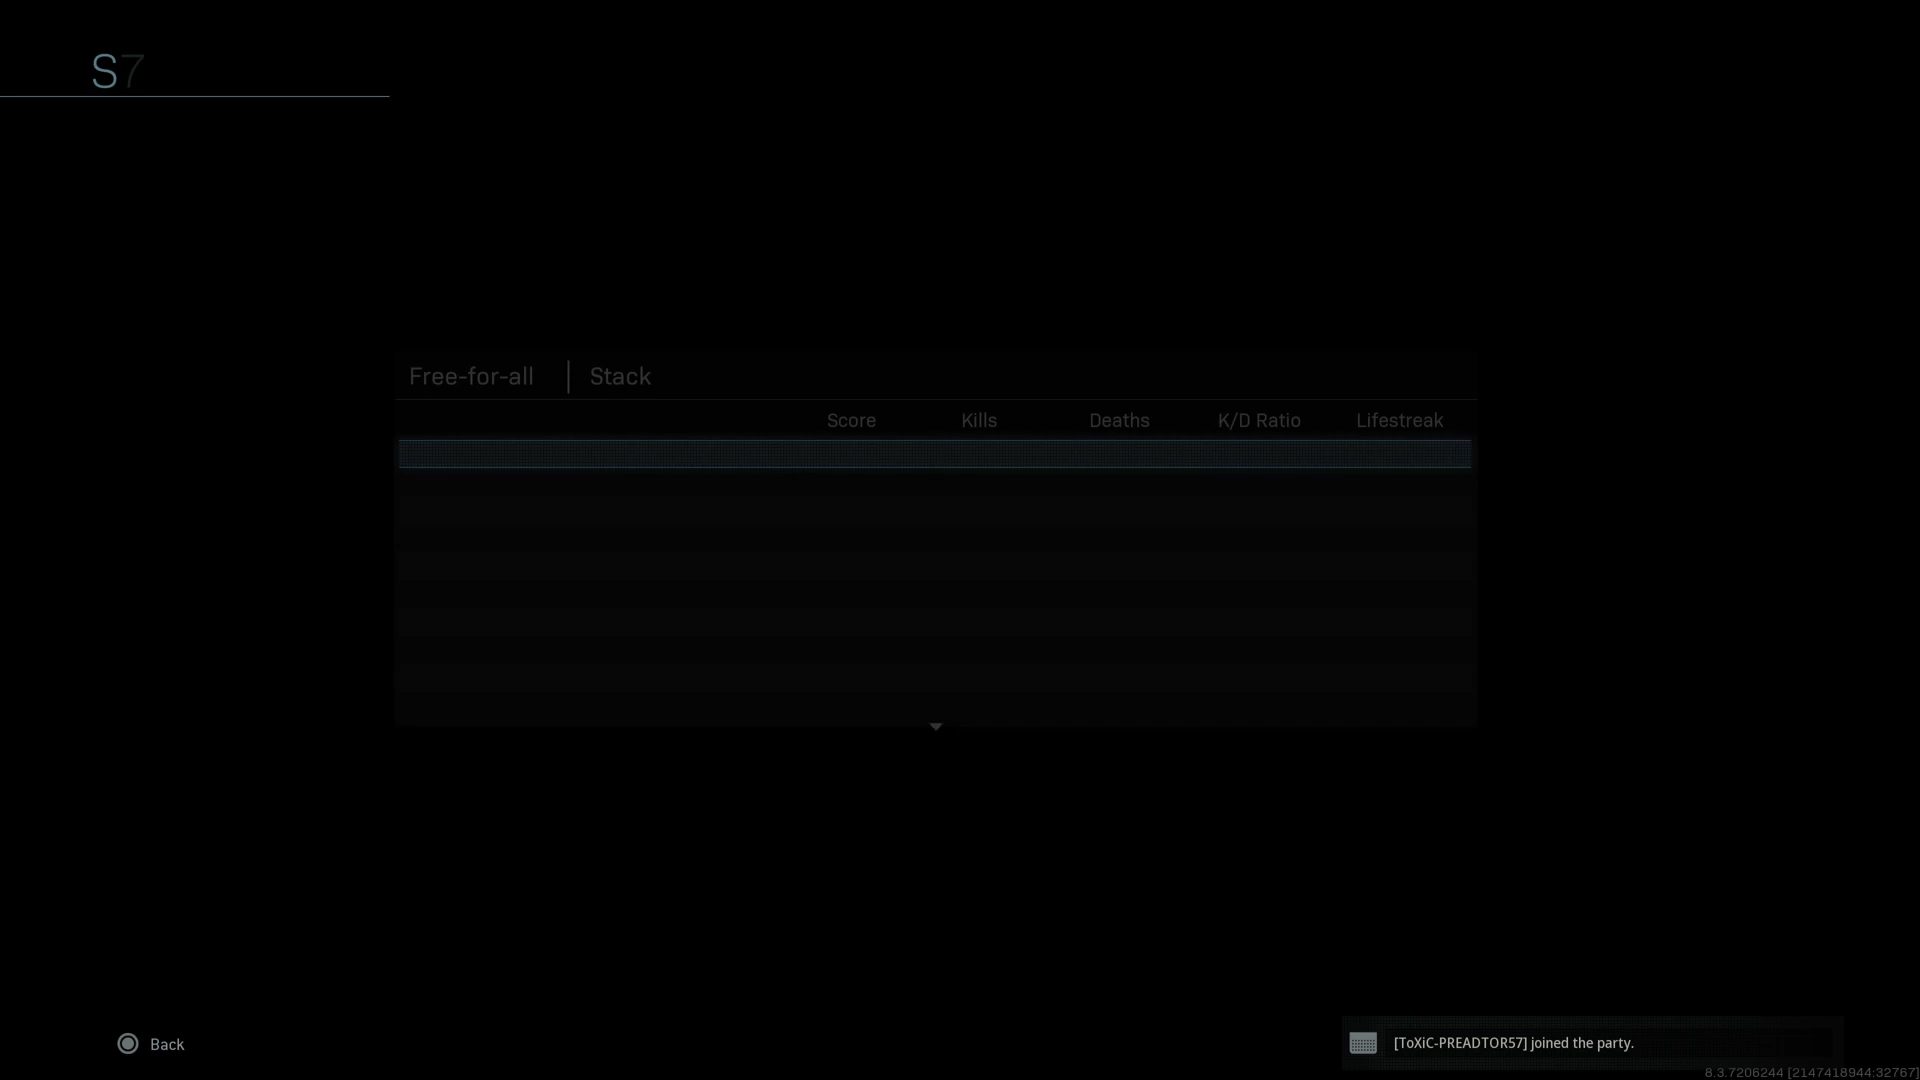 S7
Free-for-all | Stack
Score Kills Deaths K/D Ratio Lifestreak
Back
[ToXiC-PREADTOR57] joined the party.
8.3.7206244 [2147418944:32767]